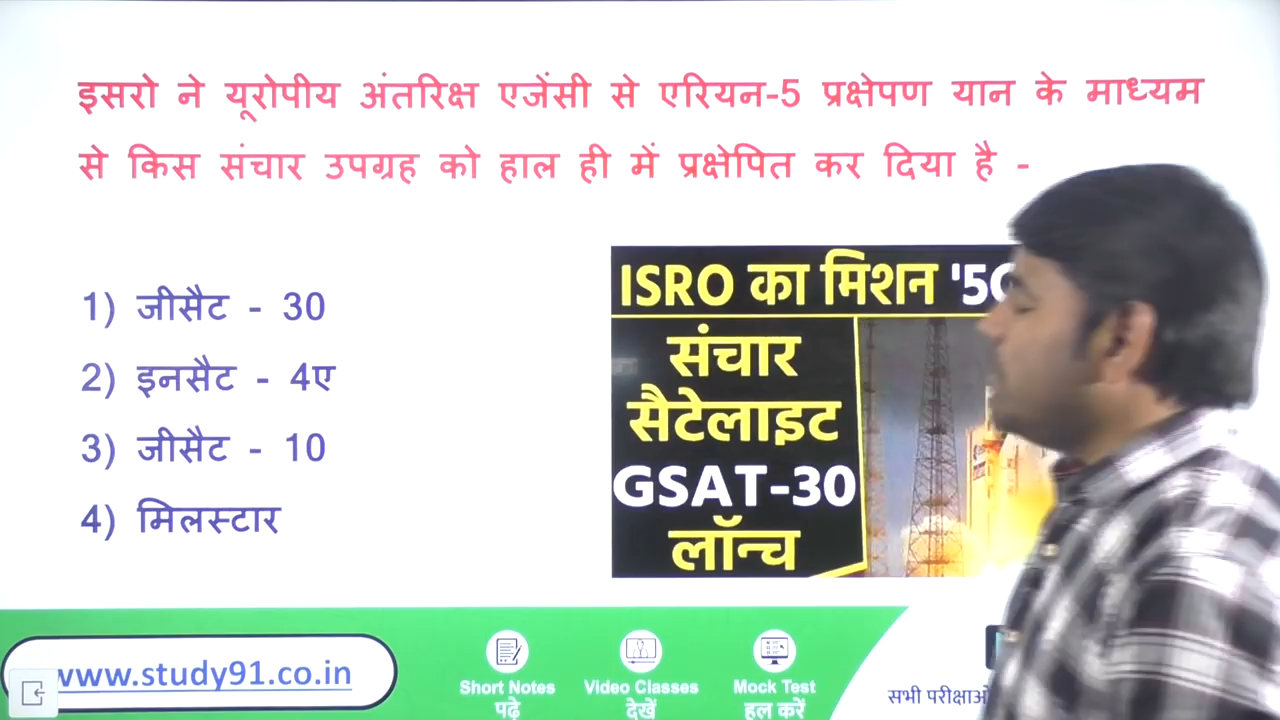 इसरो ने यूरोपीय अंतरिक्ष एजेंसी से एरियन-5 प्रक्षेपण यान के माध्यम
से किस संचार उपग्रह को हाल ही में प्रक्षेपित कर दिया है -
1) जीसैट - 30
2) इनसैट - 4ए
3) जीसैट - 10
4) मिलस्टार
ISRO का मिशन '5G
संचार
सैटेलाइट
GSAT-30
लॉन्च
www.study91.co.in
Short Notes
पढ़े
Video Classes
देखें
Mock Test
हल करें
सभी परीक्षाओं